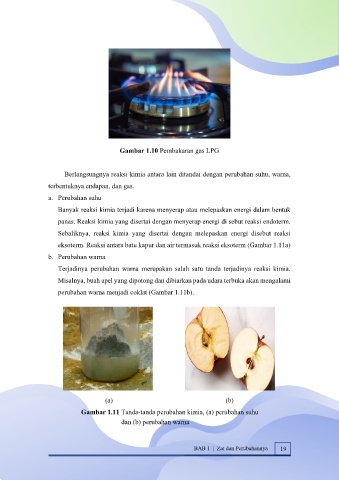 Gambar 1.10 Pembakaran gas LPG
Berlangsungnya reaksi kimia antara lain ditandai dengan perubahan suhu, warna,
terbentuknya endapan, dan gas.
a. Perubahan suhu
Banyak reaksi kimia terjadi karena menyerap atau melepaskan energi dalam bentuk
panas. Reaksi kimia yang disertai dengan menyerap energi di sebut reaksi endoterm.
Sebaliknya, reaksi kimia yang disertai dengan melepaskan energi disebut reaksi
eksoterm. Reaksi antara batu kapur dan air termasuk reaksi eksoterm (Gambar 1.11a)
b. Perubahan warna
Terjadinya perubahan warna merupakan salah satu tanda terjadinya reaksi kimia.
Misalnya, buah apel yang dipotong dan dibiarkan pada udara terbuka akan mengalami
perubahan warna menjadi coklat (Gambar 1.11b).
(a) (b)
Gambar 1.11 Tanda-tanda perubahan kimia, (a) perubahan suhu
dan (b) perubahan warna
BAB 1 | Zat dan Perubahannya 19